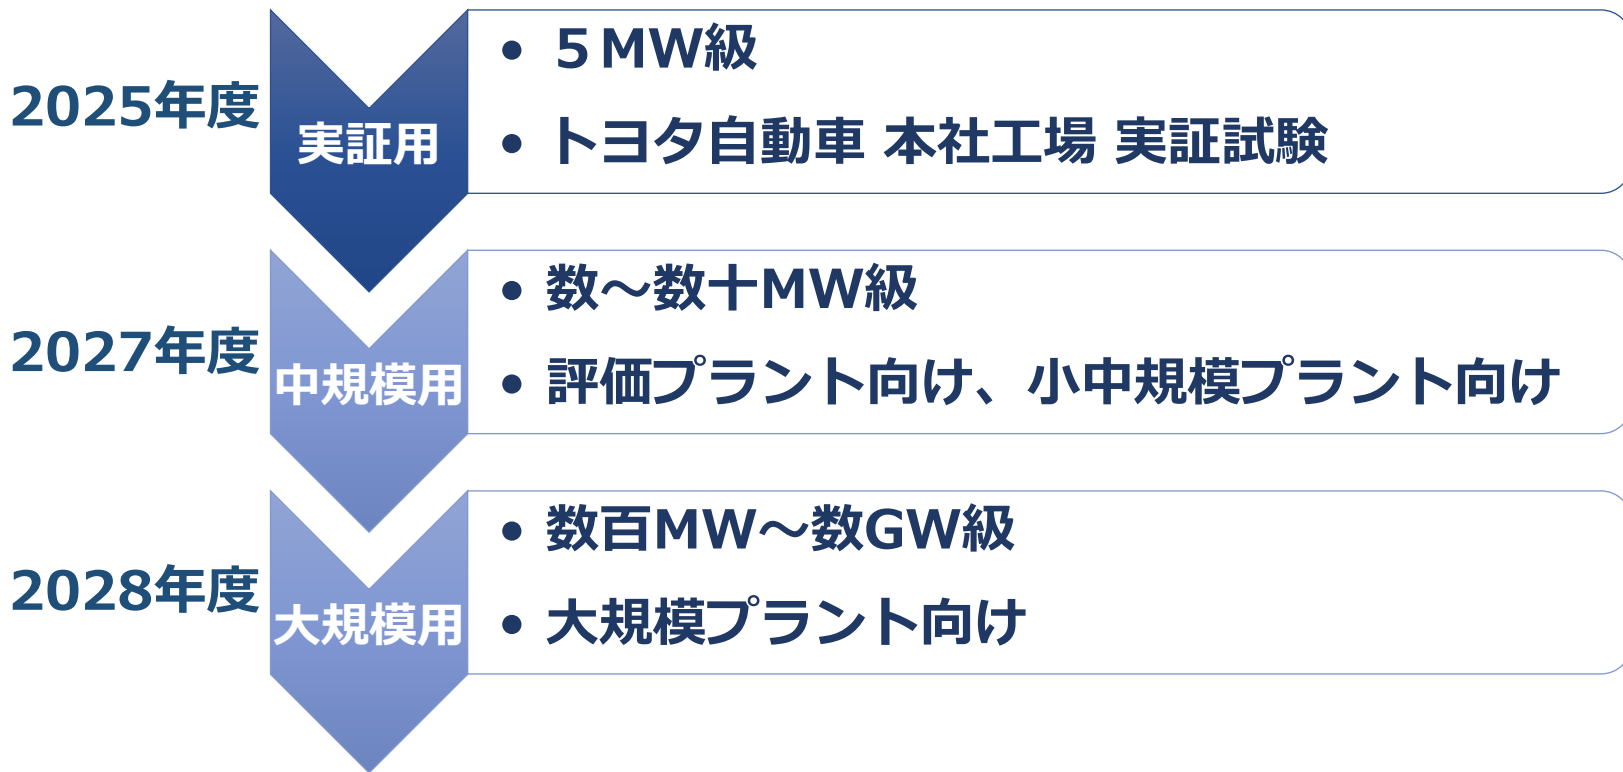 2025年度
実証用
• ５MW級
• トヨタ自動車 本社工場 実証試験
2027年度
中規模用
• 数～数十MW級
• 評価プラント向け、小中規模プラント向け
2028年度
大規模用
• 数百MW～数GW級
• 大規模プラント向け